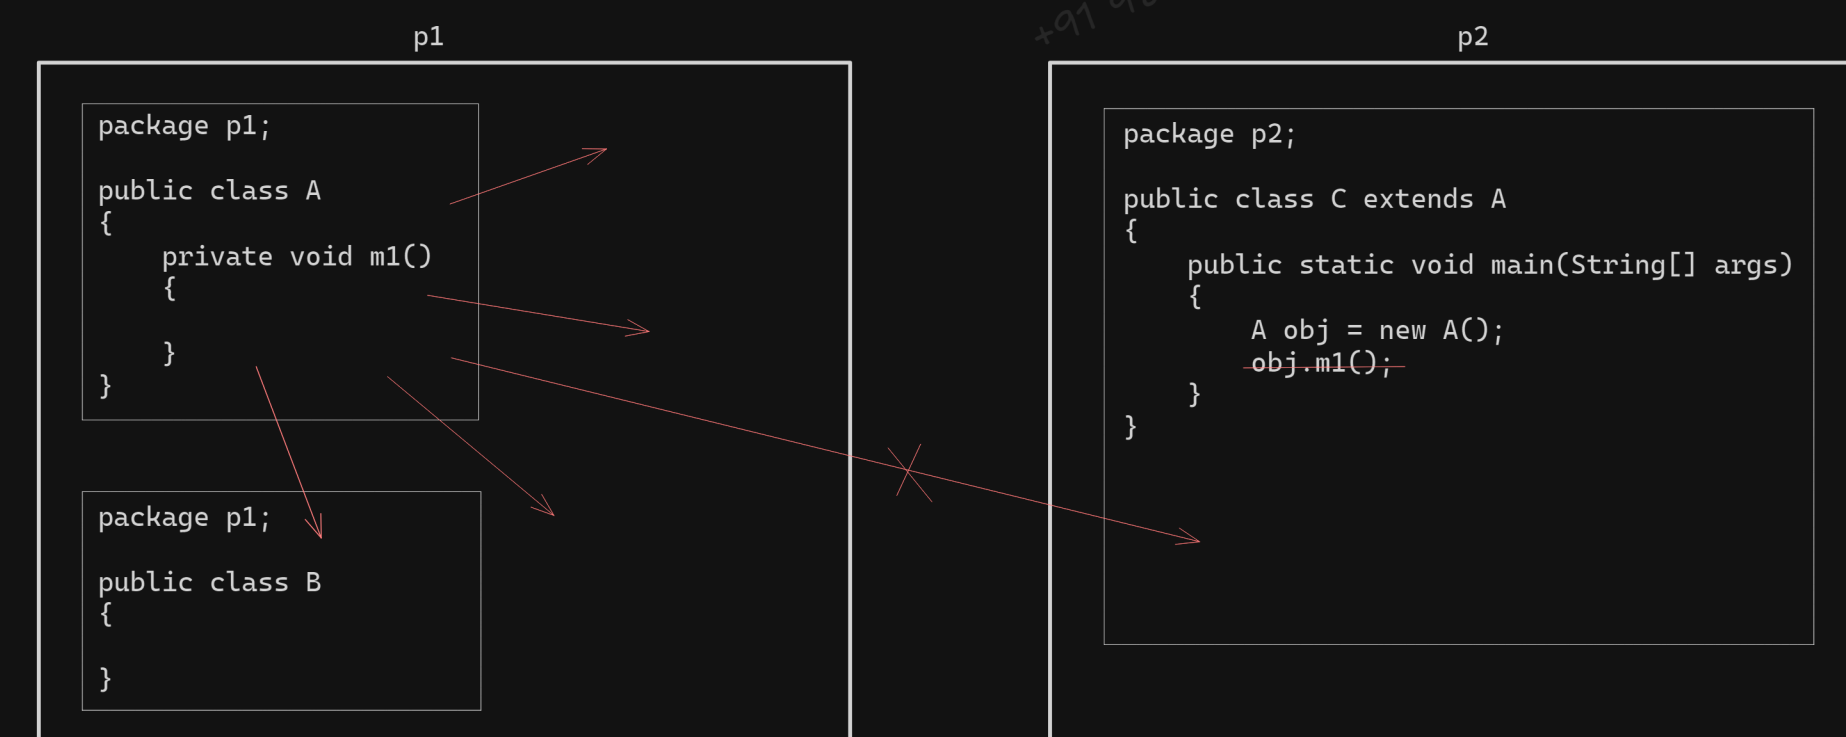 p1
package p1;
public class A
{
private void m1()
{
}
}
package p1;
public class B
{
}
p2
package p2;
public class C extends A
{
public static void main(String[] args)
{
A obj = new A();
obj.m1();
}
}
+91